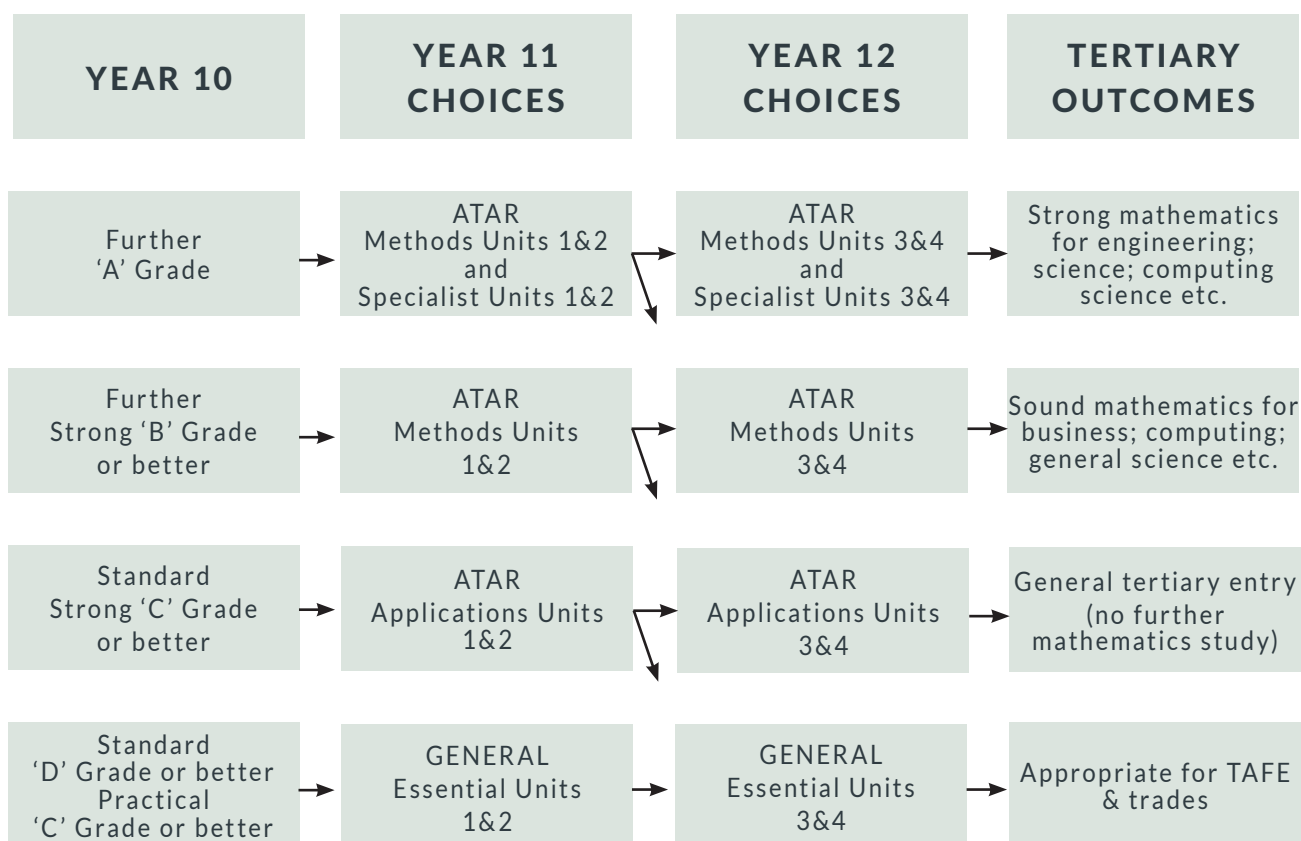 YEAR 10
YEAR 11
CHOICES
YEAR 12
CHOICES
TERTIARY
OUTCOMES
Further
‘A’ Grade
ATAR
Methods Units 1&2
and
Specialist Units 1&2
ATAR
Methods Units 3&4
and
Specialist Units 3&4
Strong mathematics
for engineering;
science; computing
science etc.
Further
Strong ‘B’ Grade
or better
ATAR
Methods Units
1&2
ATAR
Methods Units
3&4
Sound mathematics for
business; computing;
general science etc.
Standard
Strong ‘C’ Grade
or better
ATAR
Applications Units
1&2
ATAR
Applications Units
3&4
General tertiary entry
(no further
mathematics study)
Standard
‘D’ Grade or better
Practical
‘C’ Grade or better
GENERAL
Essential Units
1&2
GENERAL
Essential Units
3&4
Appropriate for TAFE
& trades